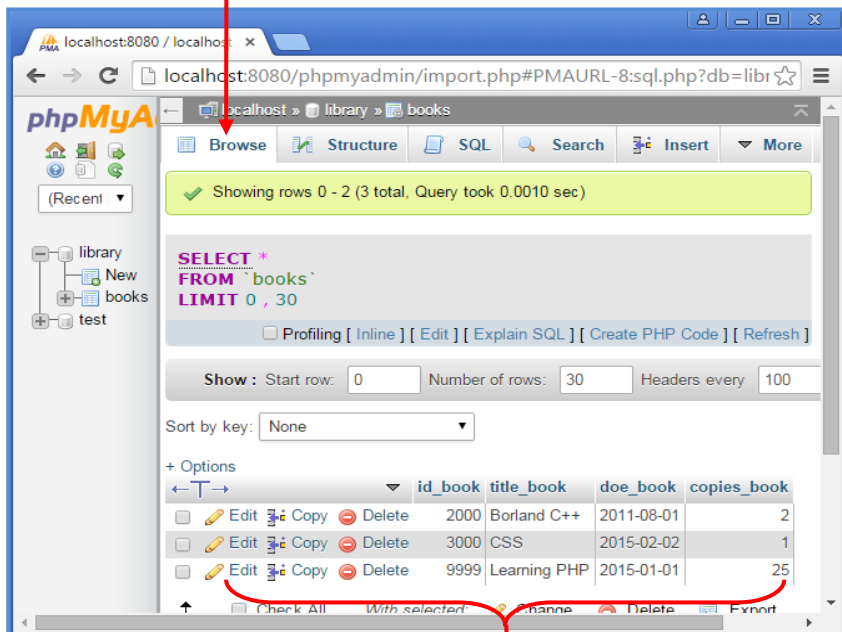 localhost:8080 / localhost
localhost:8080/phpmyadmin/import.php#PMAURL-8:sql.php?db=libr
phpMyA
localhost » library » books
Browse Structure SQL Search Insert More
(Recent
Showing rows 0 - 2 (3 total, Query took 0.0010 sec)
library
New
books
test
SELECT *
FROM `books`
LIMIT 0 , 30
Profiling [ Inline ] [ Edit ] [ Explain SQL ] [ Create PHP Code ] [ Refresh ]
Show : Start row: 0 Number of rows: 30 Headers every 100
Sort by key: None
+ Options
id_book title_book doe_book copies_book
Edit Copy Delete 2000 Borland C++ 2011-08-01 2
Edit Copy Delete 3000 CSS 2015-02-02 1
Edit Copy Delete 9999 Learning PHP 2015-01-01 25
Check All With selected: Change Delete Export